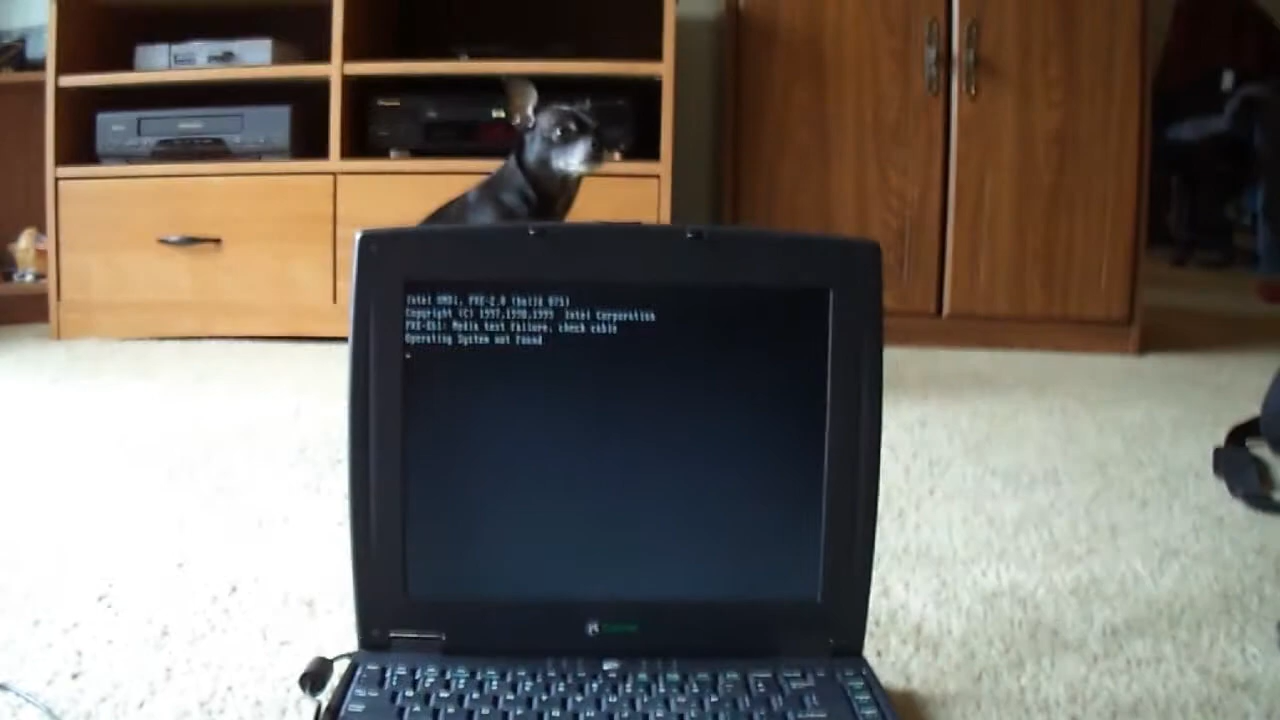 Intel UNDI, PXE-2.0 (build 075)
Copyright (C) 1997,1998,1999  Intel Corporation
PXE-E61: Media test failure, check cable
Operating System not found